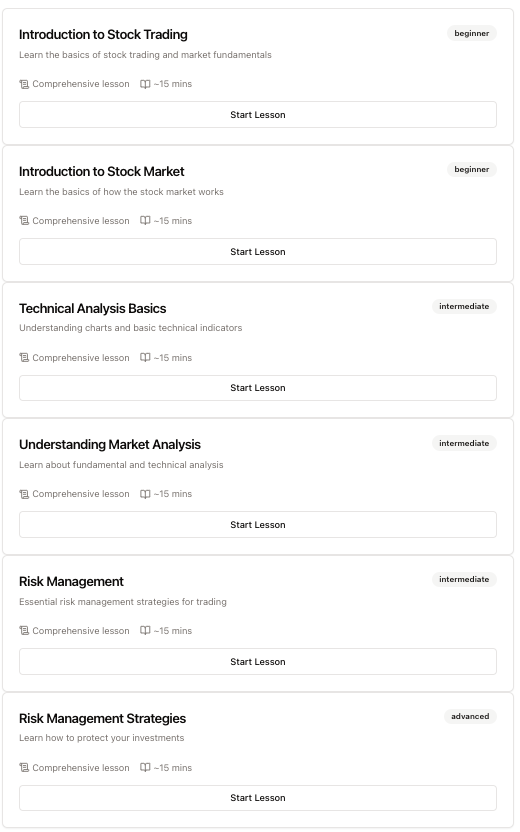 Introduction to Stock Trading
beginner
Learn the basics of stock trading and market fundamentals
Comprehensive lesson ~15 mins
Start Lesson
Introduction to Stock Market
beginner
Learn the basics of how the stock market works
Comprehensive lesson ~15 mins
Start Lesson
Technical Analysis Basics
intermediate
Understanding charts and basic technical indicators
Comprehensive lesson ~15 mins
Start Lesson
Understanding Market Analysis
intermediate
Learn about fundamental and technical analysis
Comprehensive lesson ~15 mins
Start Lesson
Risk Management
intermediate
Essential risk management strategies for trading
Comprehensive lesson ~15 mins
Start Lesson
Risk Management Strategies
advanced
Learn how to protect your investments
Comprehensive lesson ~15 mins
Start Lesson